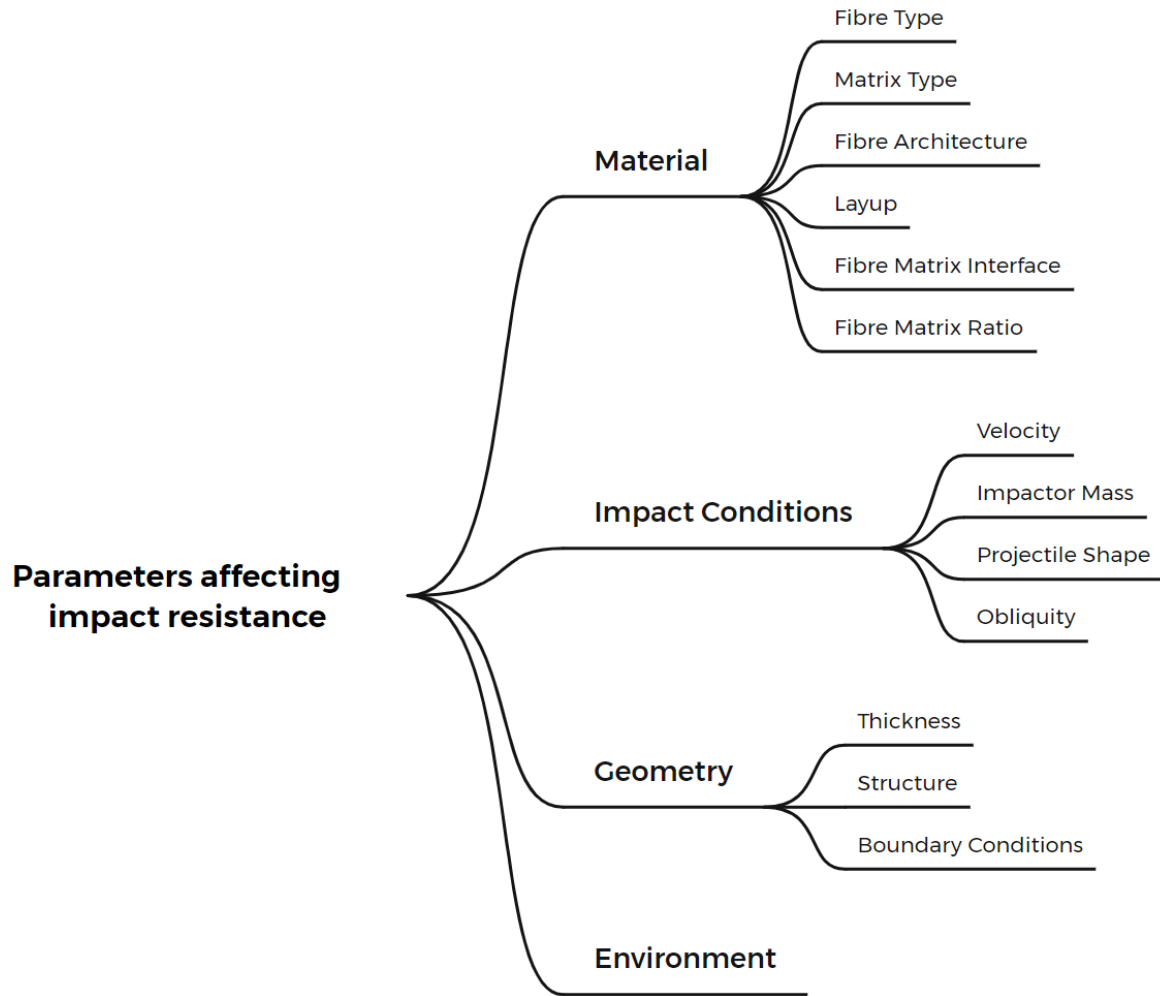 Parameters affecting
impact resistance
Material
Fibre Type
Matrix Type
Fibre Architecture
Layup
Fibre Matrix Interface
Fibre Matrix Ratio
Impact Conditions
Velocity
Impactor Mass
Projectile Shape
Obliquity
Geometry
Thickness
Structure
Boundary Conditions
Environment